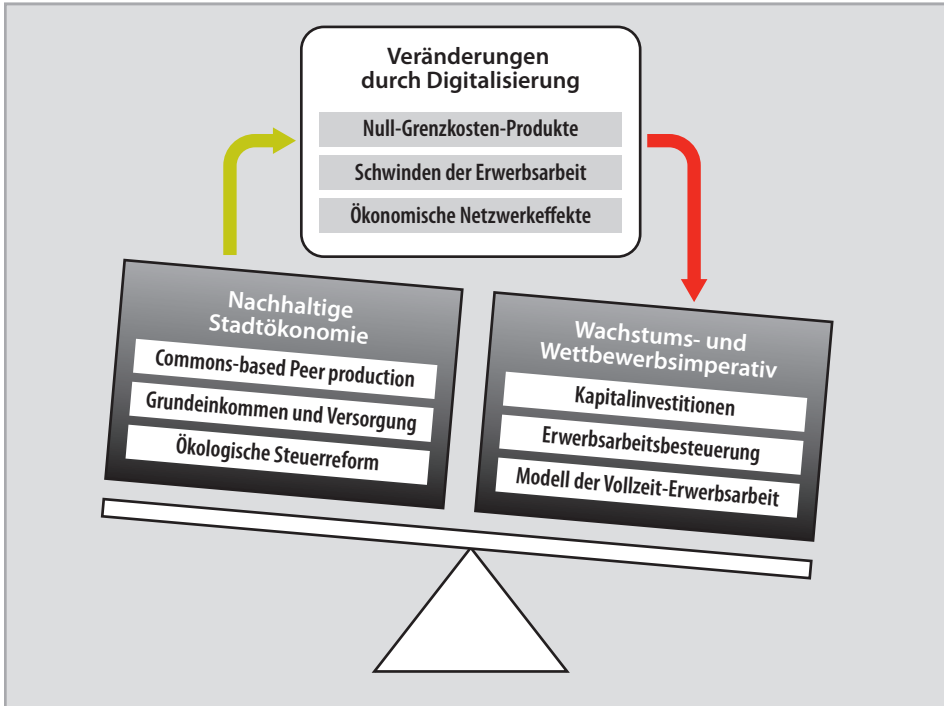 Veränderungen
durch Digitalisierung
Null-Grenzkosten-Produkte
Schwinden der Erwerbsarbeit
Ökonomische Netzwerkeffekte
Nachhaltige
Stadtökonomie
Commons-based Peer production
Grundeinkommen und Versorgung
Ökologische Steuerreform
Wachstums- und
Wettbewerbsimperativ
Kapitalinvestitionen
Erwerbsarbeitsbesteuerung
Modell der Vollzeit-Erwerbsarbeit